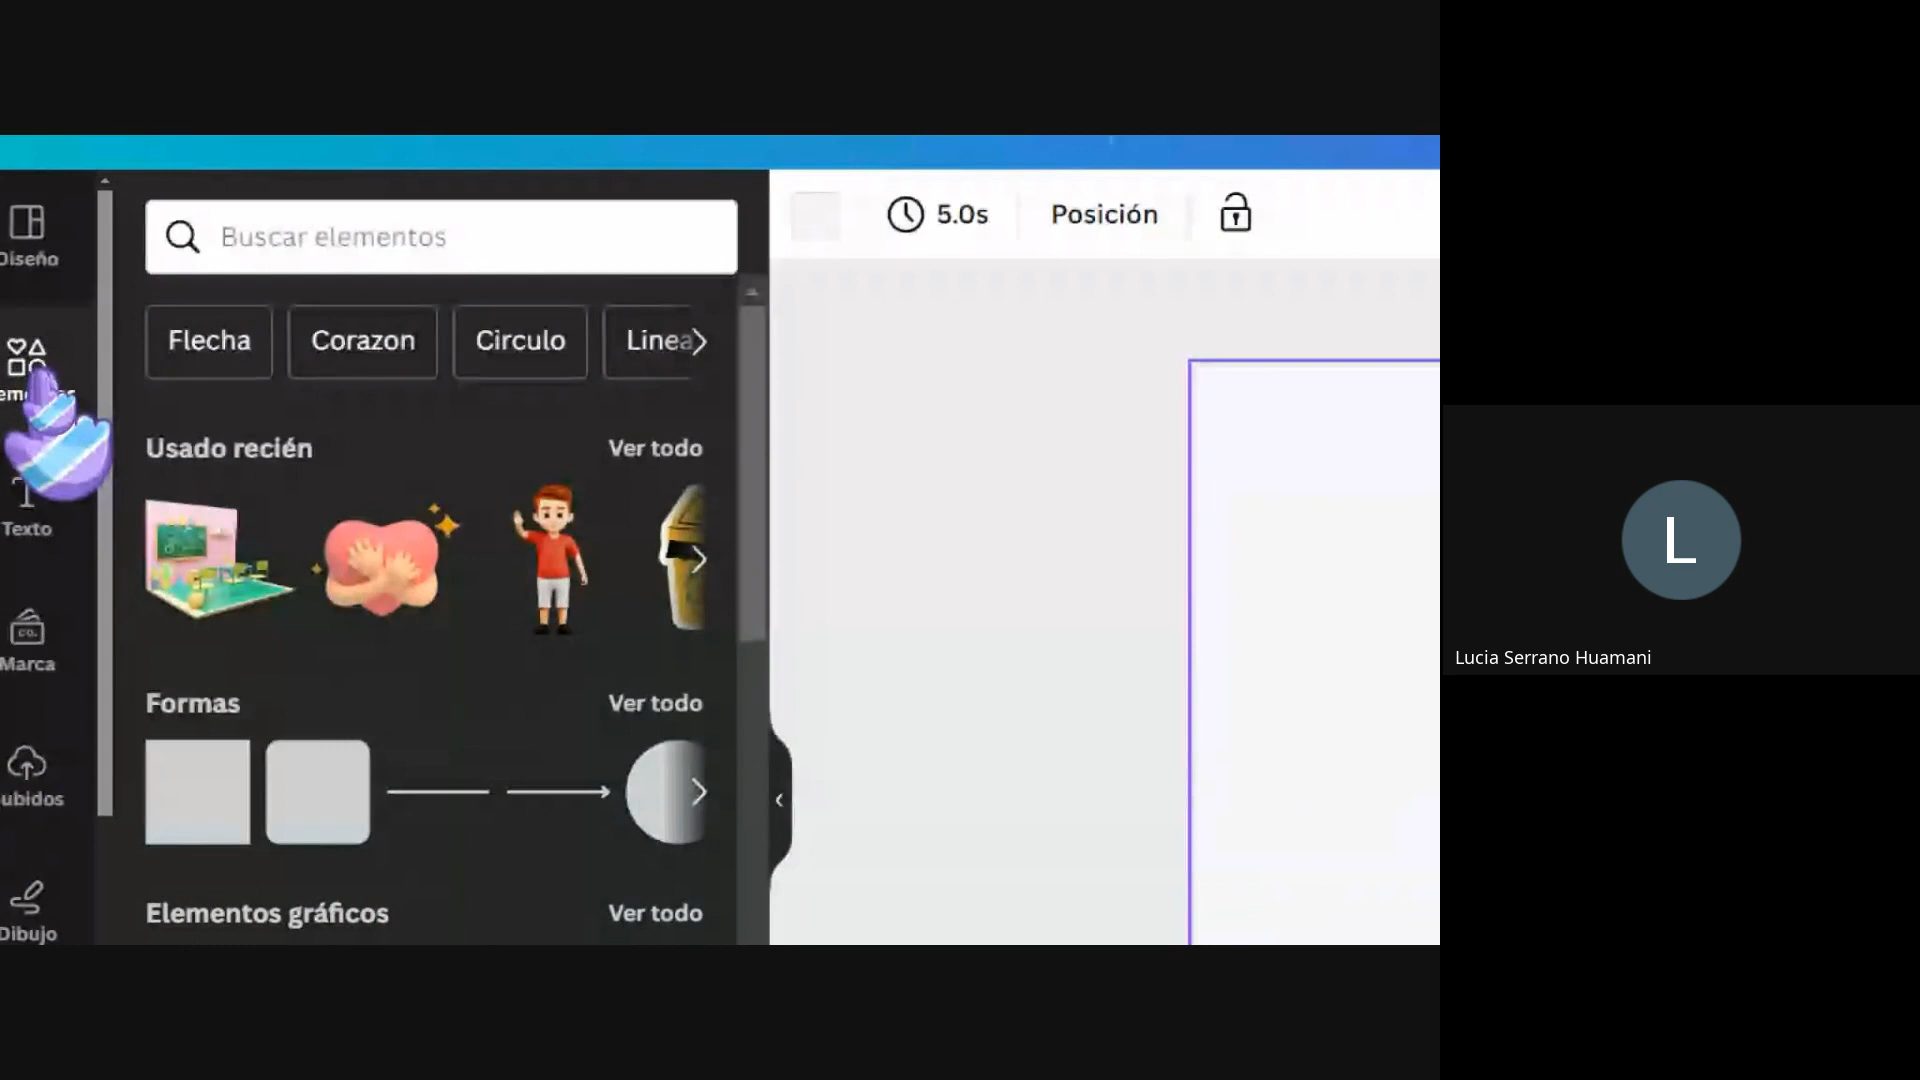 Diseño
Texto
Marca
CO.
ubidos
Dibujo
Buscar elementos
Flecha
Corazon
Circulo
Linea
Usado recién
Ver todo
Formas
Ver todo
Elementos gráficos
Ver todo
5.0s
Posición
L
Lucia Serrano Huamani